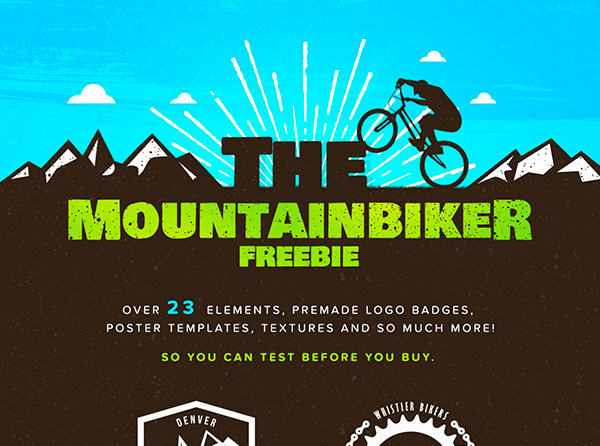 THE
MOUNTAINBIKER
FREEBIE
OVER 23 ELEMENTS, PREMADE LOGO BADGES,
POSTER TEMPLATES, TEXTURES AND SO MUCH MORE!
SO YOU CAN TEST BEFORE YOU BUY.
DENVER
WHISTLER BIKERS